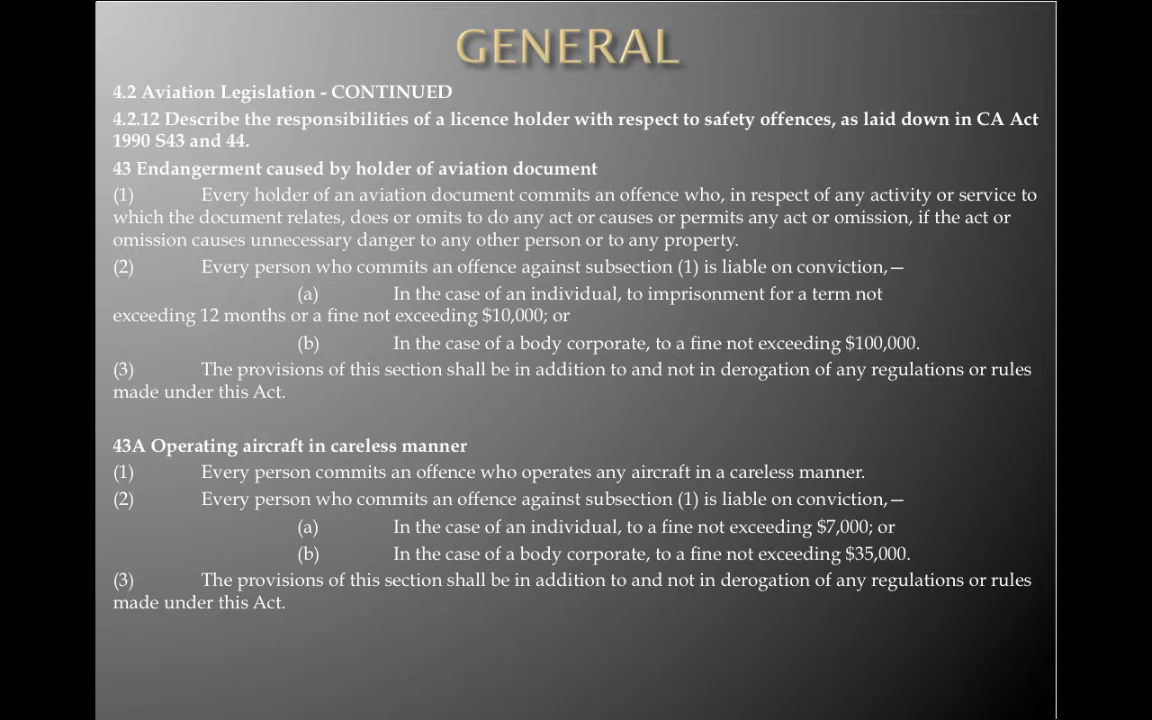 GENERAL
4.2 Aviation Legislation - CONTINUED
4.2.12 Describe the responsibilities of a licence holder with respect to safety offences, as laid down in CA Act
1990 S43 and 44.
43 Endangerment caused by holder of aviation document
(1) Every holder of an aviation document commits an offence who, in respect of any activity or service to
which the document relates, does or omits to do any act or causes or permits any act or omission, if the act or
omission causes unnecessary danger to any other person or to any property.
(2) Every person who commits an offence against subsection (1) is liable on conviction,—
(a) In the case of an individual, to imprisonment for a term not
exceeding 12 months or a fine not exceeding $10,000; or
(b) In the case of a body corporate, to a fine not exceeding $100,000.
(3) The provisions of this section shall be in addition to and not in derogation of any regulations or rules
made under this Act.
43A Operating aircraft in careless manner
(1) Every person commits an offence who operates any aircraft in a careless manner.
(2) Every person who commits an offence against subsection (1) is liable on conviction,—
(a) In the case of an individual, to a fine not exceeding $7,000; or
(b) In the case of a body corporate, to a fine not exceeding $35,000.
(3) The provisions of this section shall be in addition to and not in derogation of any regulations or rules
made under this Act.